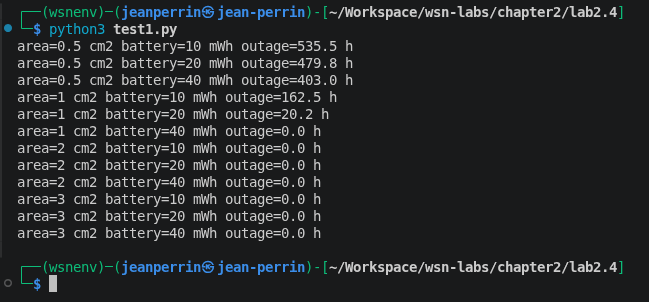 ┌──(wsnenv)─(jeanperrin㉿jean-perrin)-[~/Workspace/wsn-labs/chapter2/lab2.4]
└─$ python3 test1.py
area=0.5 cm2 battery=10 mWh outage=535.5 h
area=0.5 cm2 battery=20 mWh outage=479.8 h
area=0.5 cm2 battery=40 mWh outage=403.0 h
area=1 cm2 battery=10 mWh outage=162.5 h
area=1 cm2 battery=20 mWh outage=20.2 h
area=1 cm2 battery=40 mWh outage=0.0 h
area=2 cm2 battery=10 mWh outage=0.0 h
area=2 cm2 battery=20 mWh outage=0.0 h
area=2 cm2 battery=40 mWh outage=0.0 h
area=3 cm2 battery=10 mWh outage=0.0 h
area=3 cm2 battery=20 mWh outage=0.0 h
area=3 cm2 battery=40 mWh outage=0.0 h
┌──(wsnenv)─(jeanperrin㉿jean-perrin)-[~/Workspace/wsn-labs/chapter2/lab2.4]
└─$